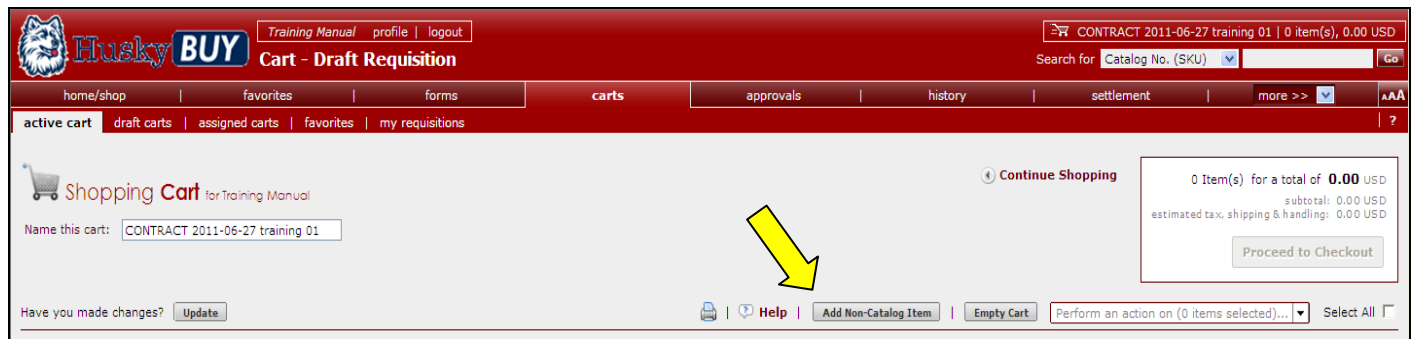 Husky BUY
Training Manual profile | logout
CONTRACT 2011-06-27 training 01 | 0 item(s), 0.00 USD
Cart - Draft Requisition
Search for Catalog No. (SKU) Go
home/shop | favorites | forms carts approvals | history | settlement | more >> AAA
active cart draft carts | assigned carts | favorites | my requisitions | ?
Shopping Cart for Training Manual
Continue Shopping
0 Item(s) for a total of 0.00 USD
subtotal: 0.00 USD
estimated tax, shipping & handling: 0.00 USD
Name this cart: CONTRACT 2011-06-27 training 01
Proceed to Checkout
Have you made changes? Update | ? Help | Add Non-Catalog Item | Empty Cart Perform an action on (0 items selected)... Select All